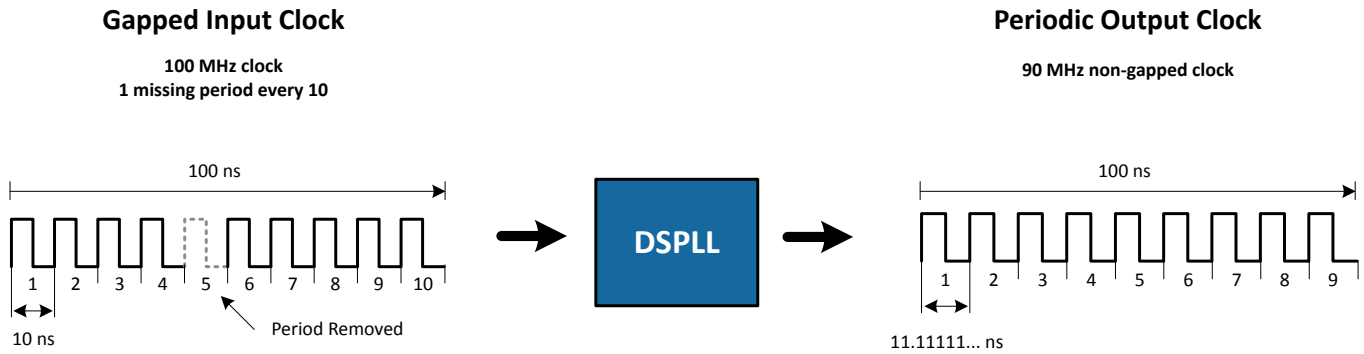 Gapped Input Clock
100 MHz clock
1 missing period every 10
100 ns
1 2 3 4 5 6 7 8 9 10
10 ns
Period Removed
DSPLL
Periodic Output Clock
90 MHz non-gapped clock
100 ns
1 2 3 4 5 6 7 8 9
11.11111... ns